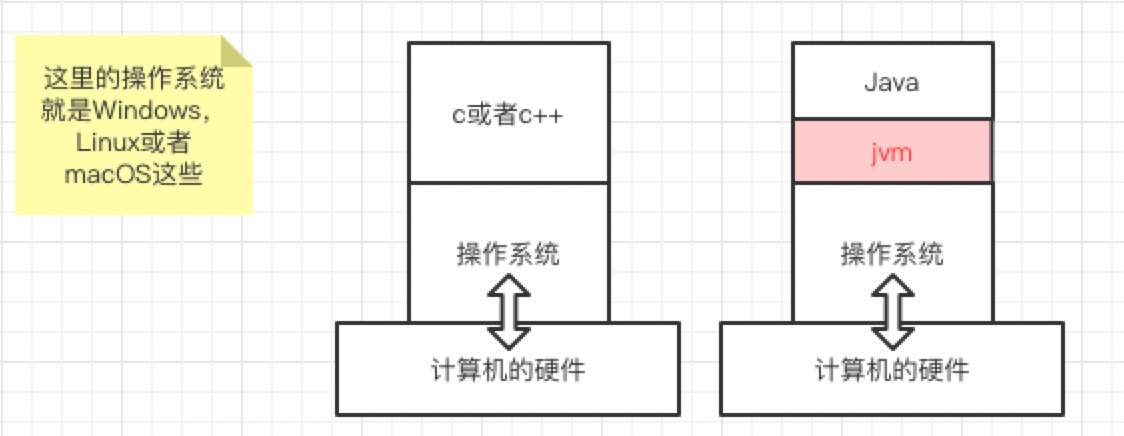 这里的操作系统
就是Windows，
Linux或者
macOS这些
c或者c++
操作系统
计算机的硬件
Java
jvm
操作系统
计算机的硬件